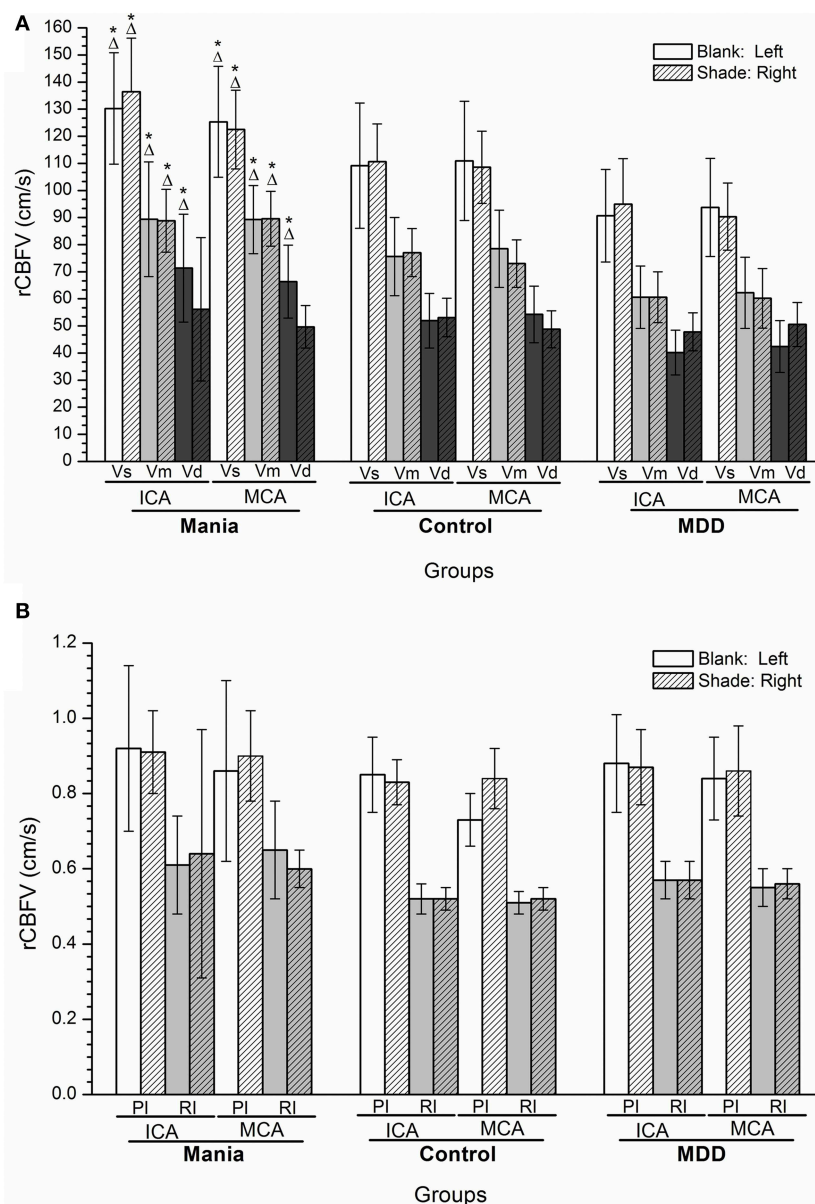 A
160
150
140
130
120
110
100
90
80
70
60
50
40
30
20
10
0
rCBFV (cm/s)
* * * *
Δ Δ Δ Δ
* * * * * *
Δ Δ Δ Δ Δ Δ
Blank: Left
Shade: Right
Vs Vm Vd Vs Vm Vd Vs Vm Vd Vs Vm Vd Vs Vm Vd Vs Vm Vd
ICA MCA ICA MCA ICA MCA
Mania Control MDD
Groups
B
1.2
1.0
0.8
0.6
0.4
0.2
0.0
rCBFV (cm/s)
Blank: Left
Shade: Right
PI RI PI RI PI RI PI RI PI RI PI RI
ICA MCA ICA MCA ICA MCA
Mania Control MDD
Groups